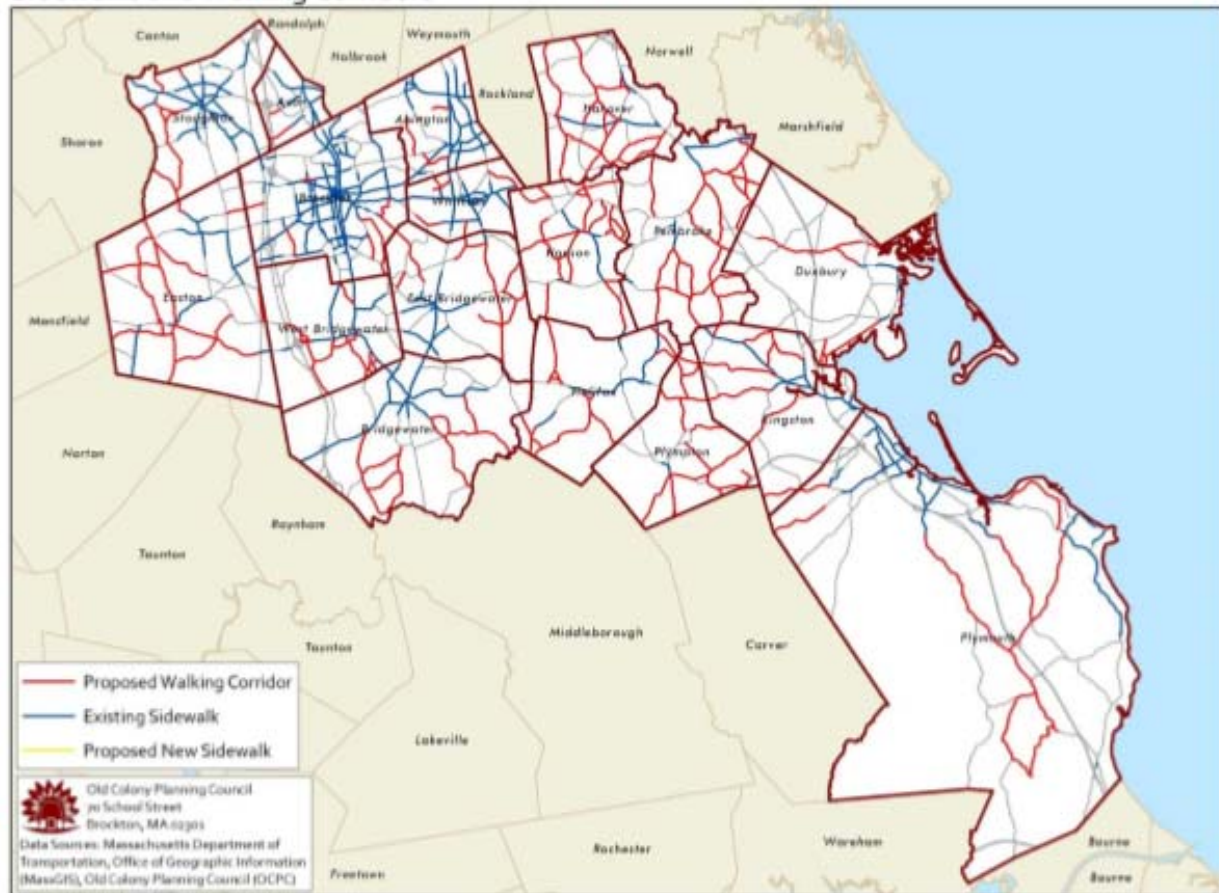 Canton
Randolph
Weymouth
Holbrook
Norwell
Rockland
Stoughton
Avon
Abington
Hanover
Marshfield
Sharon
Brockton
Whitman
Pembroke
Hanson
Duxbury
Easton
East Bridgewater
Mansfield
West Bridgewater
Halifax
Kingston
Bridgewater
Plympton
Norton
Raynham
Taunton
Middleborough
Carver
Plymouth
Taunton
Lakeville
Proposed Walking Corridor
Existing Sidewalk
Proposed New Sidewalk
Old Colony Planning Council
70 School Street
Brockton, MA 02301
Data Sources: Massachusetts Department of
Transportation, Office of Geographic Information
(MassGIS), Old Colony Planning Council (OCPC)
Freetown
Rochester
Wareham
Bourne
Bourne